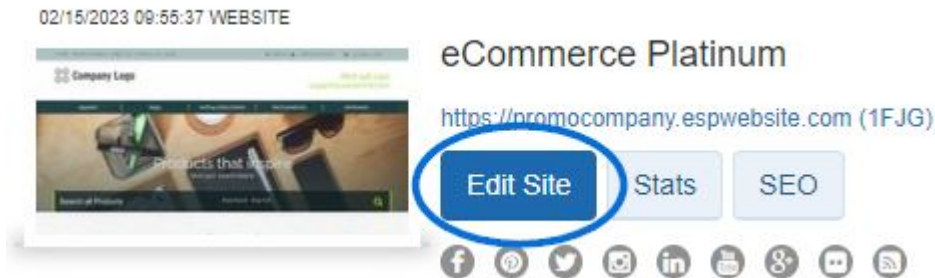 02/15/2023 09:55:37 WEBSITE
eCommerce Platinum
https://promocompany.espwebsite.com (1FJG)
Edit Site
Stats
SEO
Company Logo
Products that inspire
Search all Products